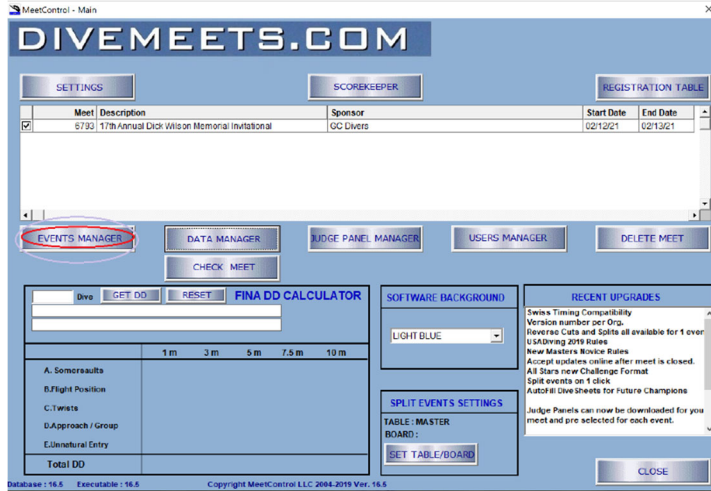 MeetControl - Main
DIVEMEETS.COM
SETTINGS
SCOREKEEPER
REGISTRATION TABLE
Meet Description Sponsor Start Date End Date
6793 17th Annual Dick Wilson Memorial Invitational GC Divers 02/12/21 02/13/21
EVENTS MANAGER
DATA MANAGER
JUDGE PANEL MANAGER
USERS MANAGER
DELETE MEET
CHECK MEET
Dive GET DD RESET FINA DD CALCULATOR
1 m 3 m 5 m 7.5 m 10 m
A. Somersaults
B.Flight Position
C.Twists
D.Approach / Group
E.Unnatural Entry
Total DD
SOFTWARE BACKGROUND
LIGHT BLUE
SPLIT EVENTS SETTINGS
TABLE : MASTER
BOARD :
SET TABLE/BOARD
RECENT UPGRADES
Swiss Timing Compatibility
Version number per Org.
Reverse Cuts and Splits all available for 1 ever
USADiving 2019 Rules
New Masters Novice Rules
Accept updates online after meet is closed.
All Stars new Challenge Format
Split events on 1 click
AutoFill DiveSheets for Future Champions
Judge Panels can now be downloaded for you
meet and pre selected for each event.
CLOSE
Database : 16.5 Executable : 16.5 Copyright MeetControl LLC 2004-2019 Ver. 16.5